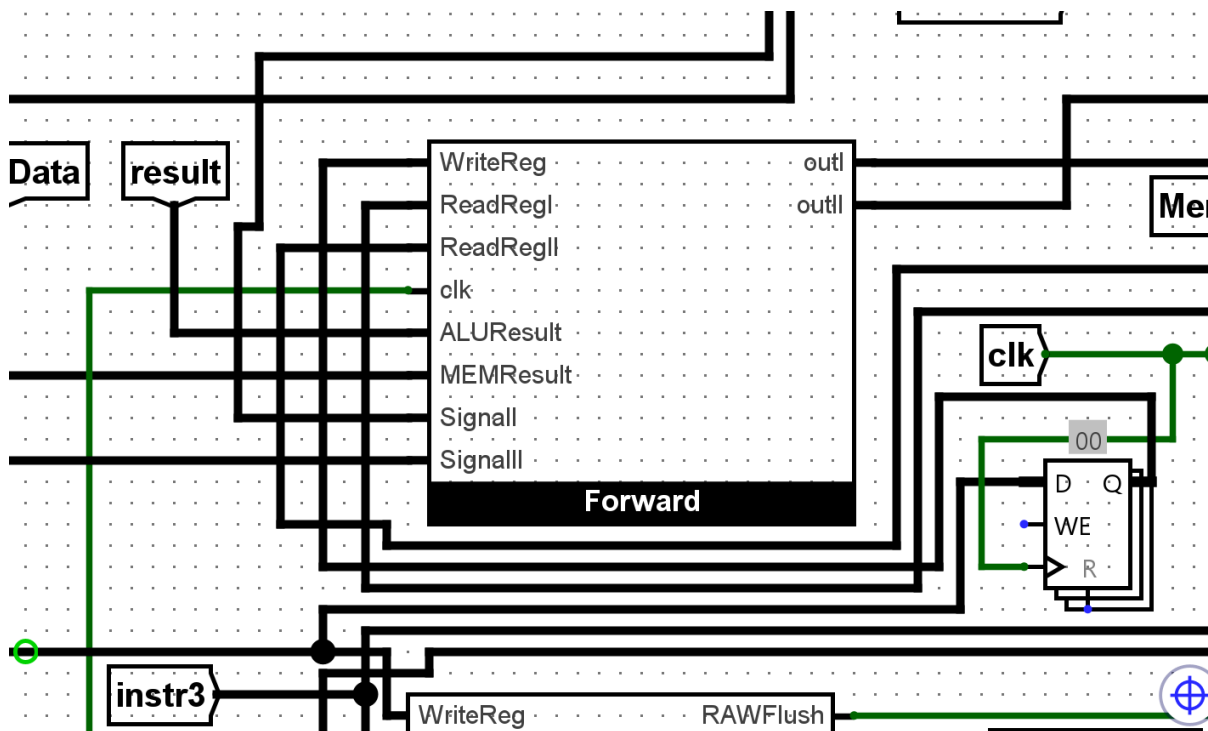 Data
result
WriteReg
outI
ReadRegI
outII
ReadRegII
clk
ALUResult
MEMResult
SignalI
SignalII
Forward
clk
00
D
Q
WE
R
instr3
WriteReg
RAWFlush